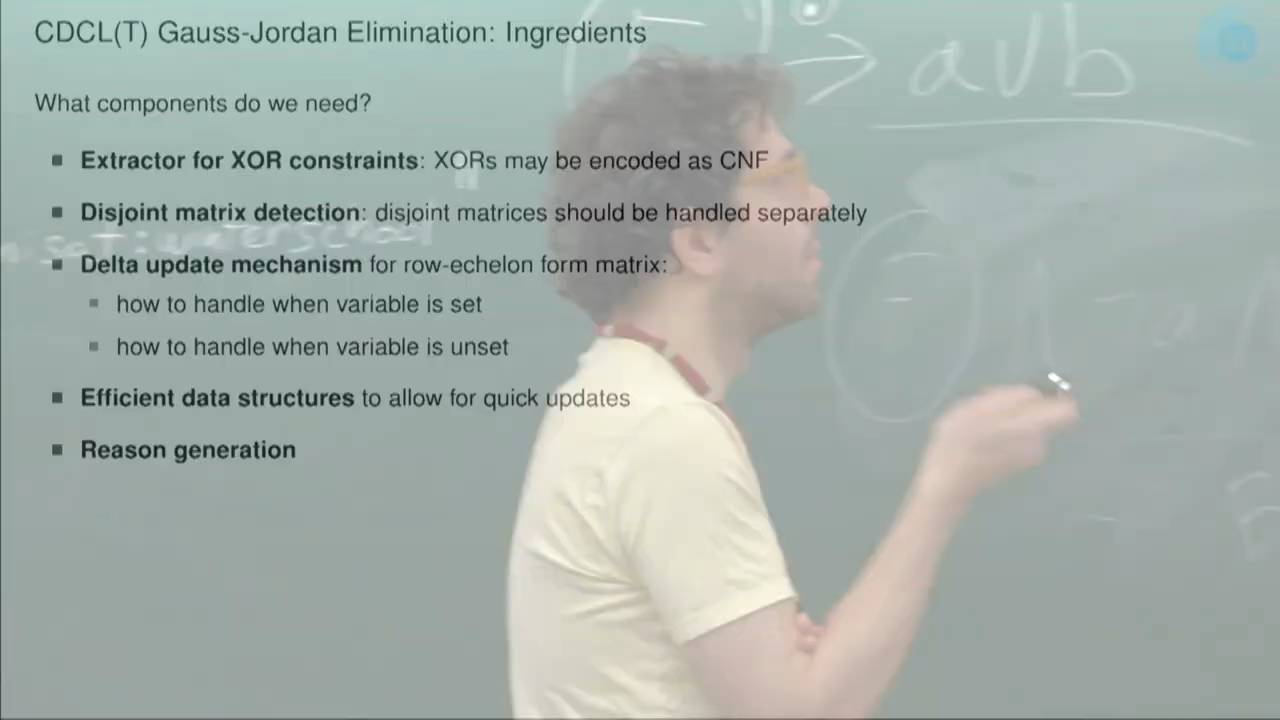 CDCL(T) Gauss-Jordan Elimination: Ingredients
a∨b
What components do we need?
▪ Extractor for XOR constraints: XORs may be encoded as CNF
▪ Disjoint matrix detection: disjoint matrices should be handled separately
▪ Delta update mechanism for row-echelon form matrix:
▪ how to handle when variable is set
▪ how to handle when variable is unset
¬a
▪ Efficient data structures to allow for quick updates
▪ Reason generation